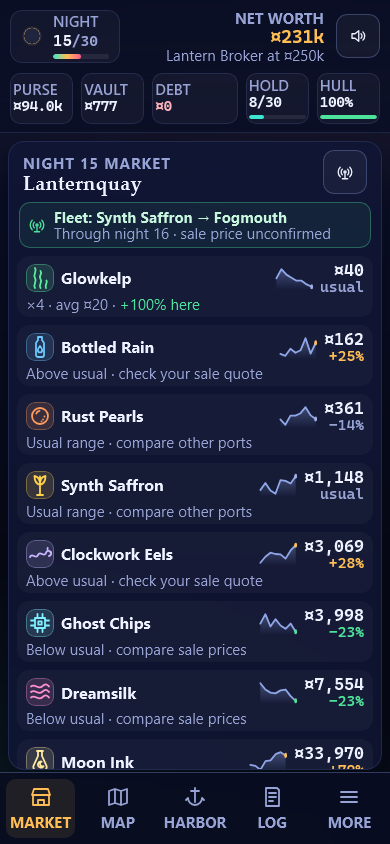 NIGHT
15/30
NET WORTH
¤231k
Lantern Broker at ¤250k
PURSE
¤94.0k
VAULT
¤777
DEBT
¤0
HOLD
8/30
HULL
100%
NIGHT 15 MARKET
Lanternquay
Fleet: Synth Saffron → Fogmouth
Through night 16 · sale price unconfirmed
Glowkelp
¤40
usual
×4 · avg ¤20 · +100% here
Bottled Rain
¤162
+25%
Above usual · check your sale quote
Rust Pearls
¤361
−14%
Usual range · compare other ports
Synth Saffron
¤1,148
usual
Usual range · compare other ports
Clockwork Eels
¤3,069
+28%
Above usual · check your sale quote
Ghost Chips
¤3,998
−23%
Below usual · compare sale prices
Dreamsilk
¤7,554
−23%
Below usual · compare sale prices
Moon Ink
¤33,970
MARKET
MAP
HARBOR
LOG
MORE